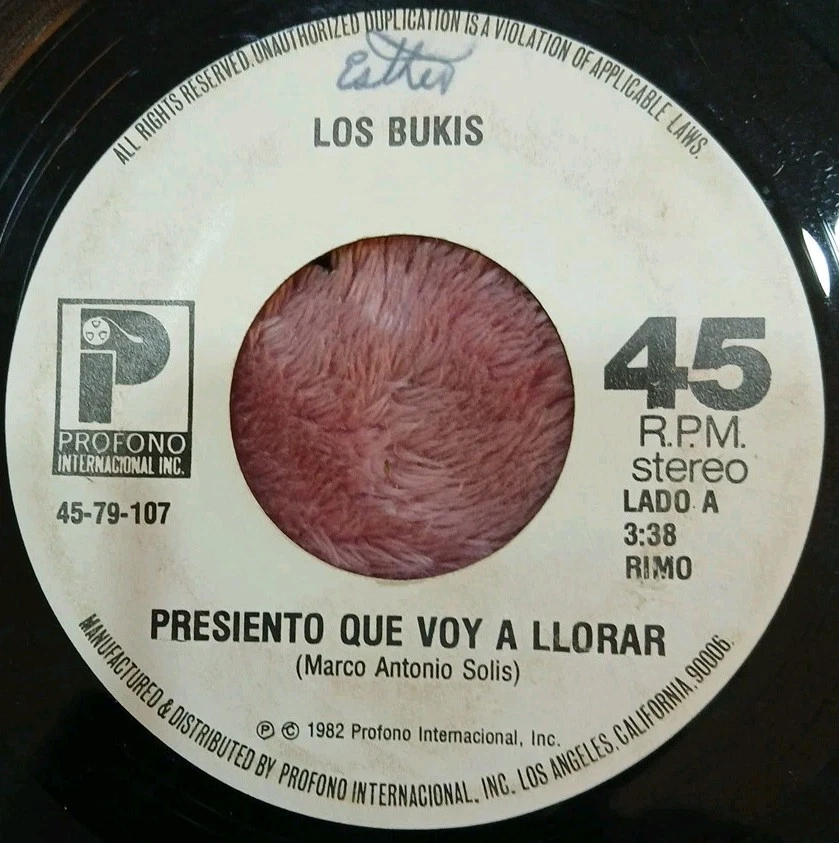 ALL RIGHTS RESERVED. UNAUTHORIZED DUPLICATION IS A VIOLATION OF APPLICABLE LAWS.
Esther
LOS BUKIS
P
PROFONO
INTERNACIONAL INC.
45-79-107
45
R.P.M.
stereo
LADO A
3:38
RIMO
PRESIENTO QUE VOY A LLORAR
(Marco Antonio Solis)
℗ © 1982 Profono Internacional, Inc.
MANUFACTURED & DISTRIBUTED BY PROFONO INTERNACIONAL, INC. LOS ANGELES. CALIFORNIA. 90006.